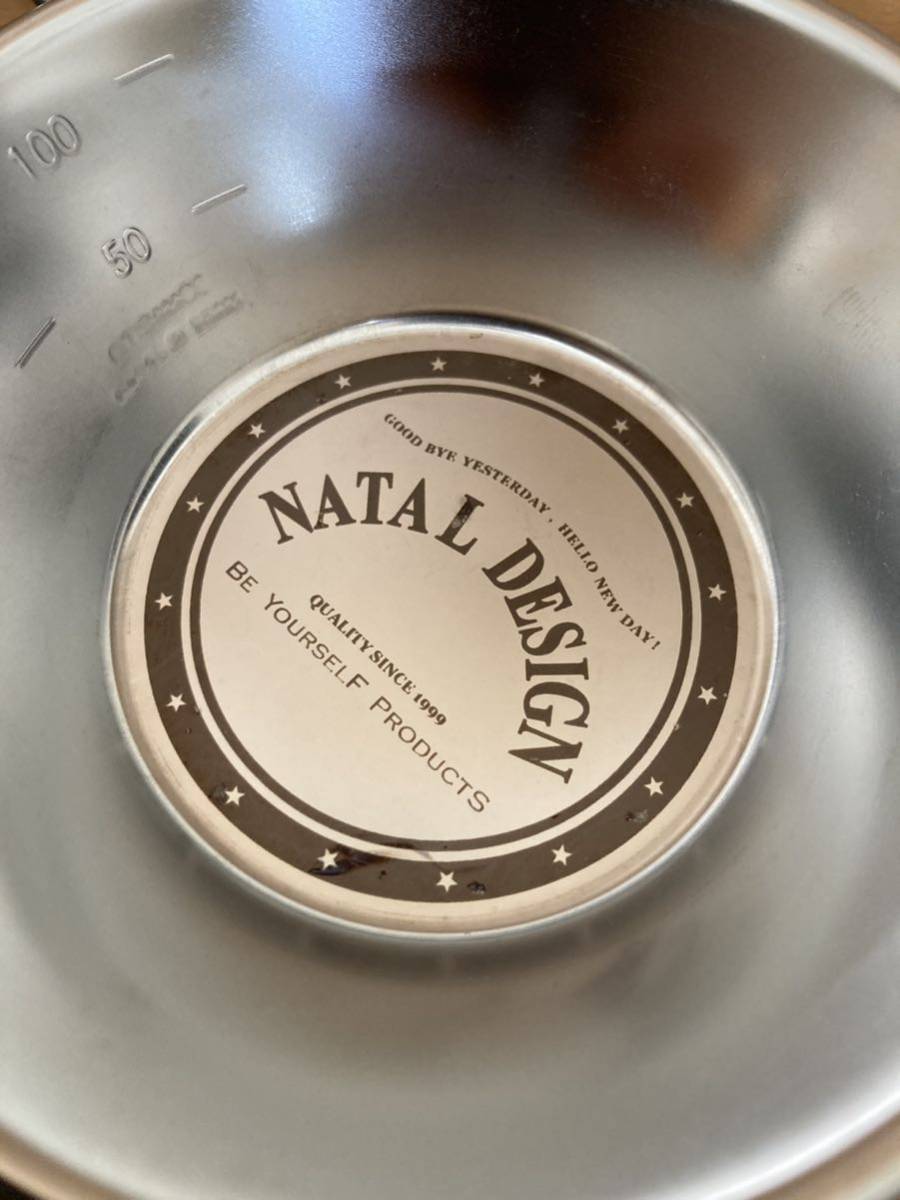 100
50
GOOD BYE YESTERDAY , HELLO NEW DAY!
NATAL DESIGN
QUALITY SINCE 1999
BE YOURSELF PRODUCTS